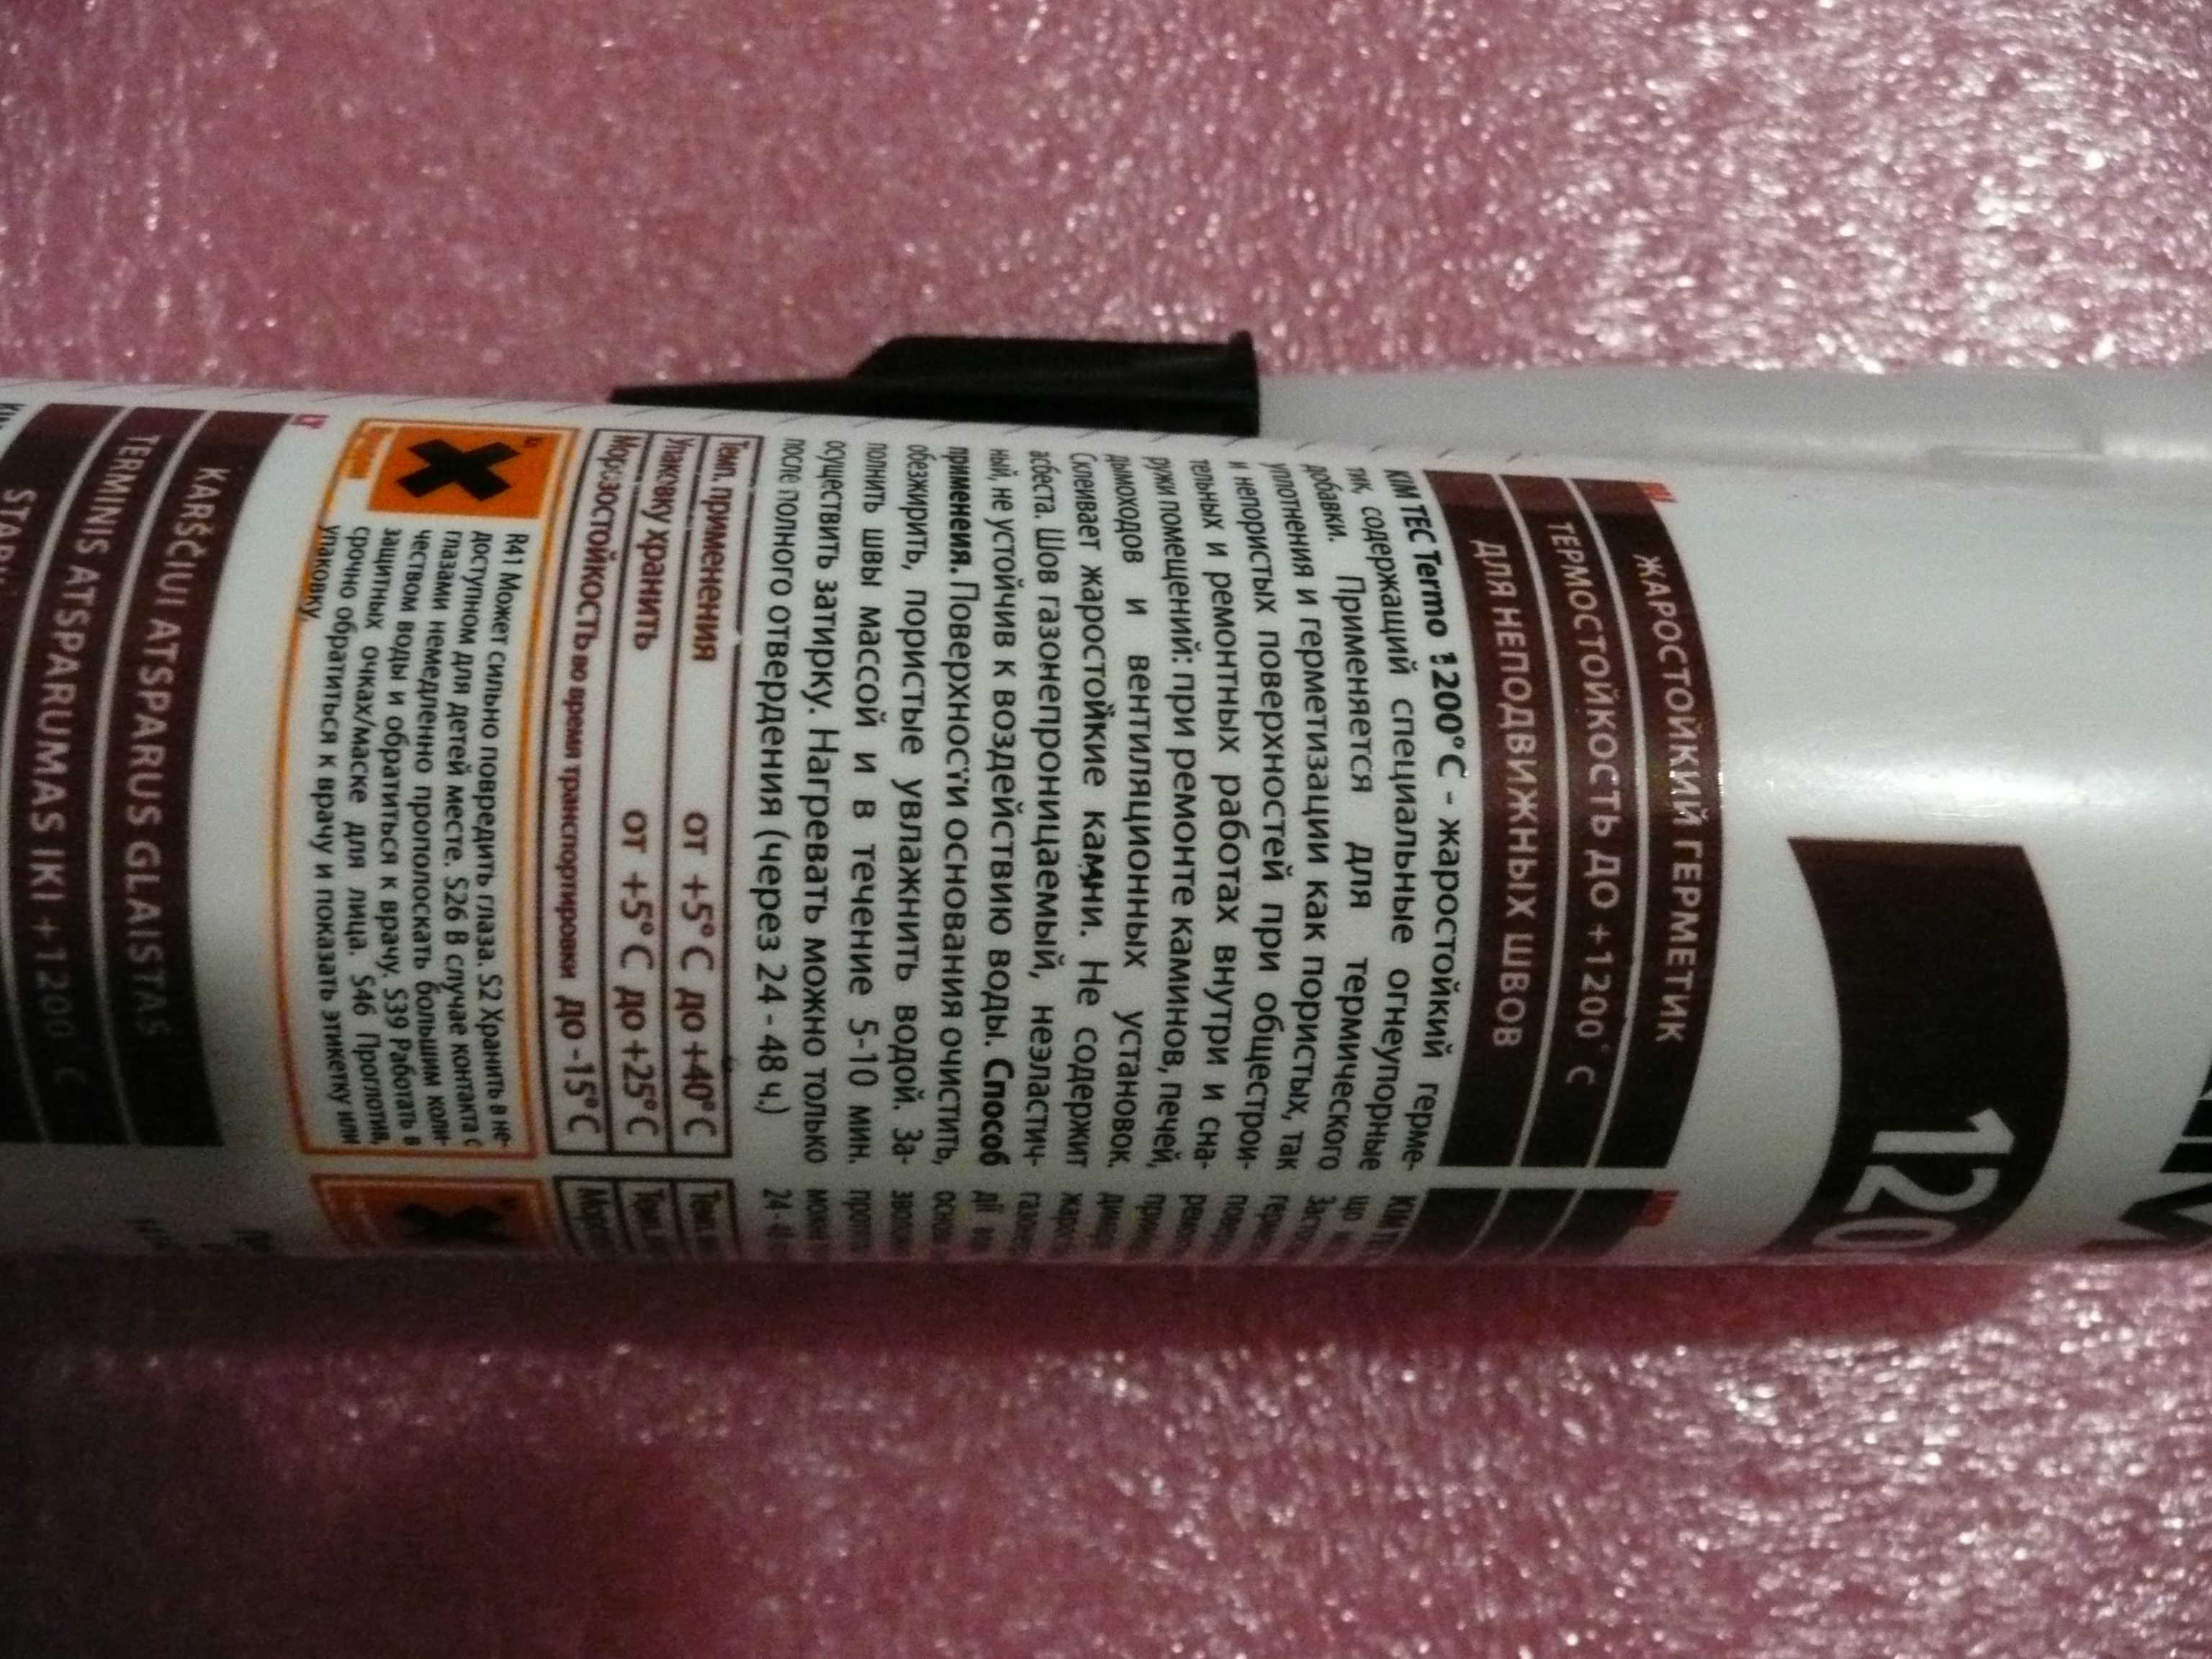 120
RU
ЖАРОСТОЙКИЙ ГЕРМЕТИК
ТЕРМОСТОЙКОСТЬ ДО +1200°С
ДЛЯ НЕПОДВИЖНЫХ ШВОВ
KIM TEC Termo 1200°C - жаростойкий герме-
тик, содержащий специальные огнеупорные
добавки. Применяется для термического
уплотнения и герметизации как пористых, так
и непористых поверхностей при общестрои-
тельных и ремонтных работах внутри и сна-
ружи помещений: при ремонте каминов, печей,
дымоходов и вентиляционных установок.
Склеивает жаростойкие камни. Не содержит
асбеста. Шов газонепроницаемый, неэластич-
ный, не устойчив к воздействию воды. Способ
применеия. Поверхности основания очистить,
обезжирить, пористые увлажнить водой. За-
полнить швы массой и в течение 5-10 мин.
осуществить затирку. Нагревать можно только
после полного отвердения (через 24 - 48 ч.)
Темп. применения от +5°С до +40°С
Упаковку хранить от +5°С до +25°С
Морозостойкость во время транспортировки до -15°С
R41 Может сильно повредить глаза. S2 Хранить в не-
доступном для детей месте. S26 В случае контакта с
глазами немедленно прополоскать большим коли-
чеством воды и обратиться к врачу. S39 Работать в
защитных очках/маске для лица. S46 Проглотив,
срочно обратиться к врачу и показать этикетку или
упаковку.
LT
KARŠČIUI ATSPARUS GLAISTAS
TERMINIS ATSPARUMAS IKI +1200°C